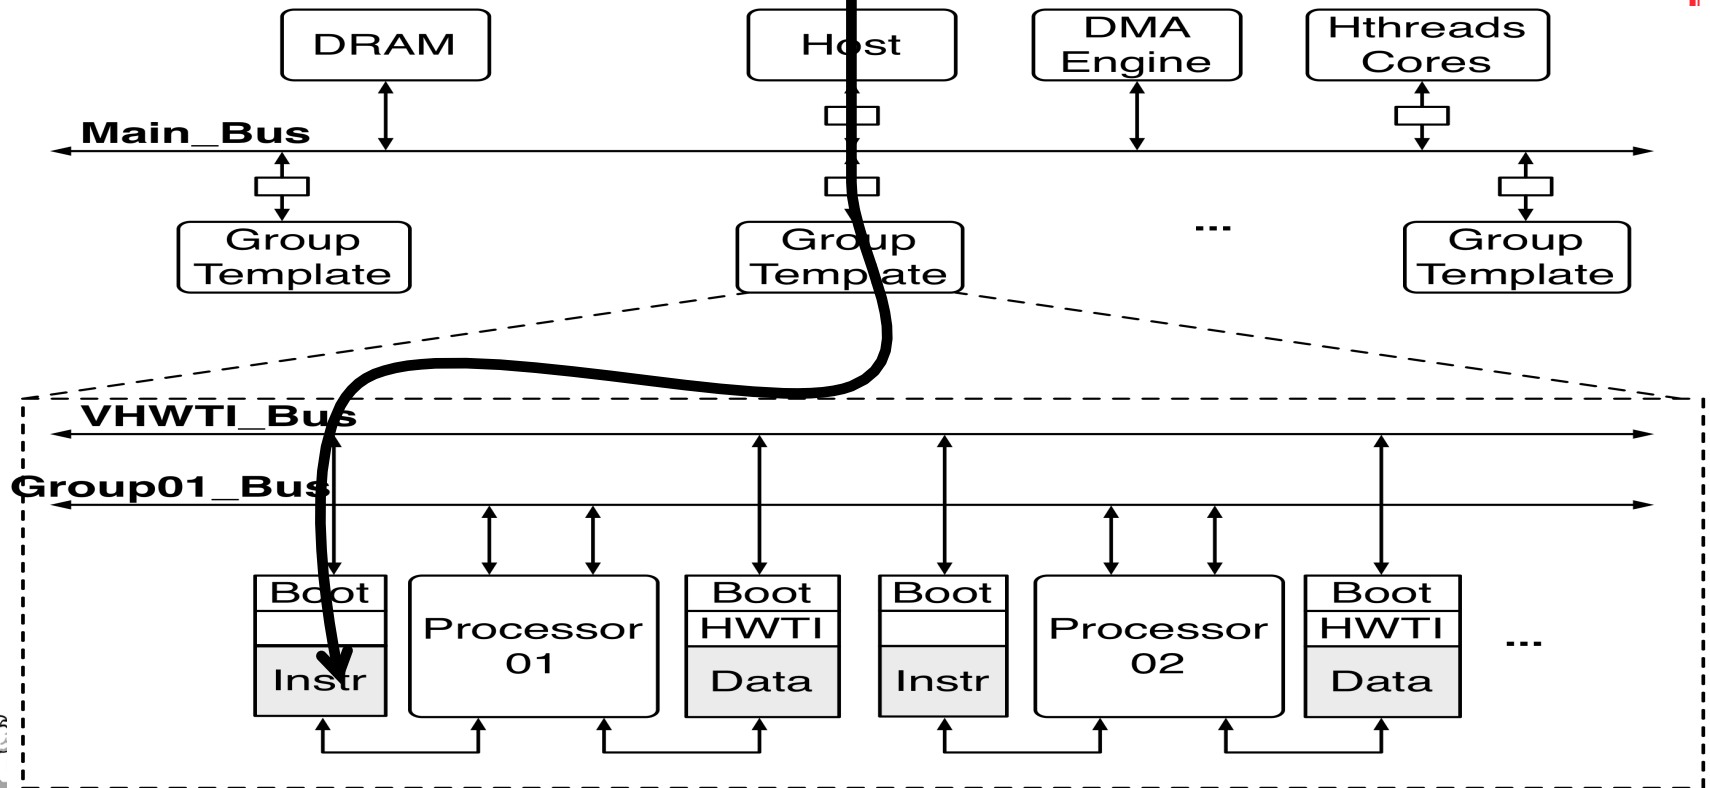 DRAM
Host
DMA
Engine
Hthreads
Cores
Main_Bus
Group
Template
Group
Template
...
Group
Template
VHWTI_Bus
Group01_Bus
Boot
Instr
Processor
01
Boot
HWTI
Data
Boot
Instr
Processor
02
Boot
HWTI
Data
...